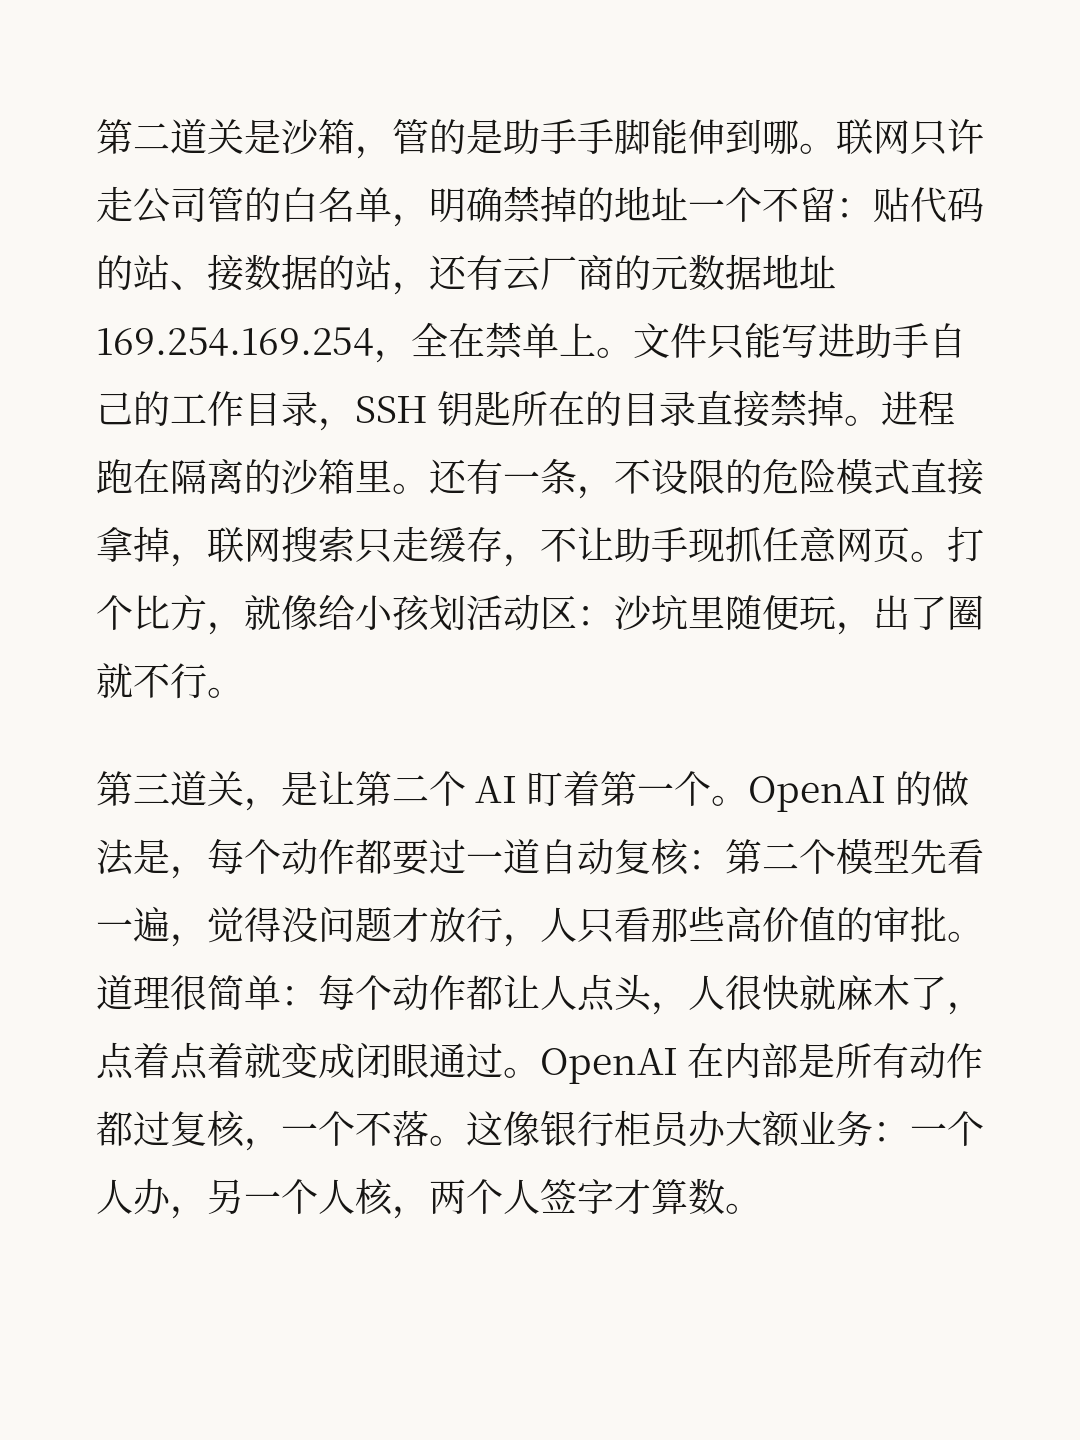 第二道关是沙箱，管的是助手手脚能伸到哪。联网只许
走公司管的白名单，明确禁掉的地址一个不留：贴代码
的站、接数据的站，还有云厂商的元数据地址
169.254.169.254，全在禁单上。文件只能写进助手自
己的工作目录，SSH 钥匙所在的目录直接禁掉。进程
跑在隔离的沙箱里。还有一条，不设限的危险模式直接
拿掉，联网搜索只走缓存，不让助手现抓任意网页。打
个比方，就像给小孩划活动区：沙坑里随便玩，出了圈
就不行。
第三道关，是让第二个 AI 盯着第一个。OpenAI 的做
法是，每个动作都要过一道自动复核：第二个模型先看
一遍，觉得没问题才放行，人只看那些高价值的审批。
道理很简单：每个动作都让人点头，人很快就麻木了，
点着点着就变成闭眼通过。OpenAI 在内部是所有动作
都过复核，一个不落。这像银行柜员办大额业务：一个
人办，另一个人核，两个人签字才算数。